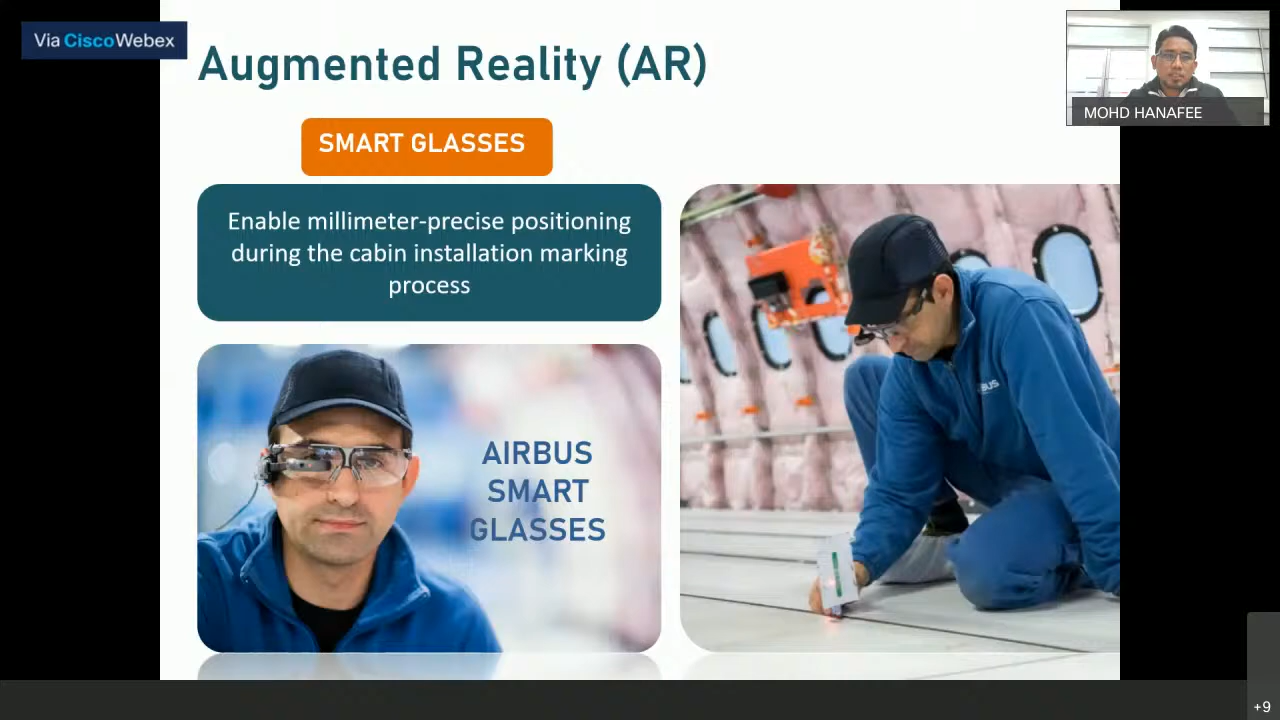 Via CiscoWebex
Augmented Reality (AR)
MOHD HANAFEE
SMART GLASSES
Enable millimeter-precise positioning
during the cabin installation marking
process
AIRBUS
SMART
GLASSES
+9